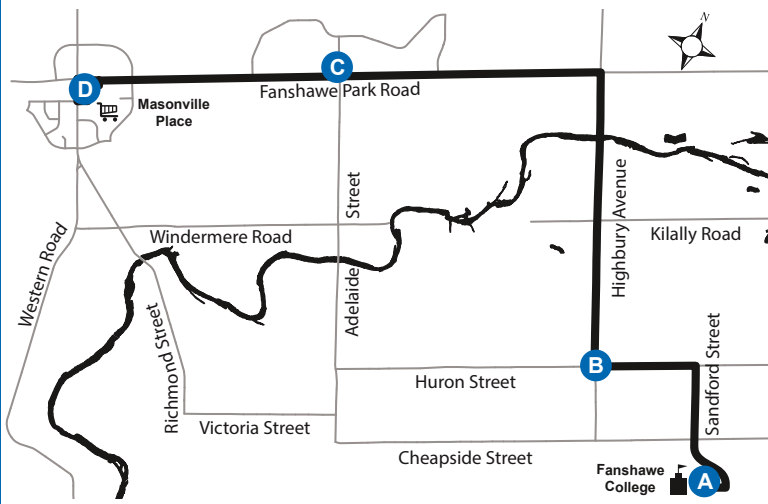 N
D
C
Masonville
Place
Fanshawe Park Road
Adelaide Street
Highbury Avenue
Windermere Road
Kilally Road
Western Road
Richmond Street
B
Huron Street
Sandford Street
Victoria Street
Cheapside Street
Fanshawe
College
A